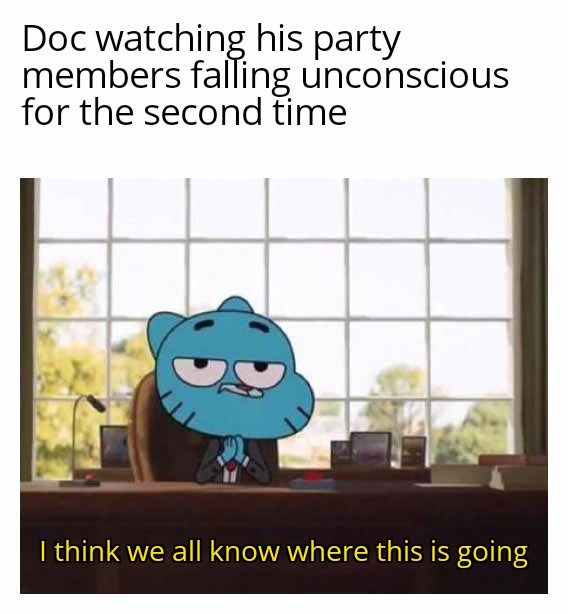 Doc watching his party
members falling unconscious
for the second time
I think we all know where this is going